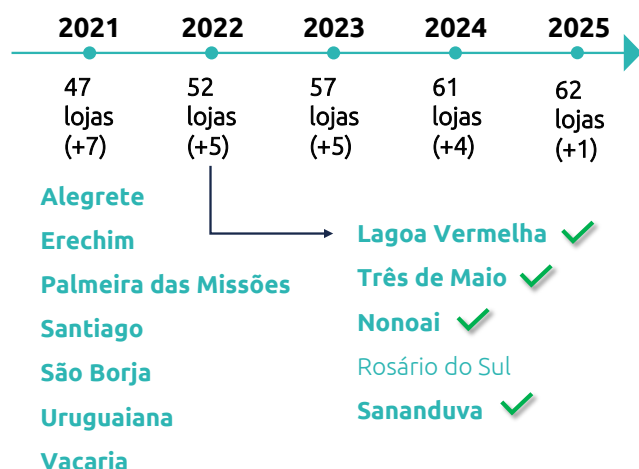 2021 2022 2023 2024 2025
47 52 57 61 62
lojas lojas lojas lojas lojas
(+7) (+5) (+5) (+4) (+1)
Alegrete
Erechim
Palmeira das Missões
Santiago
São Borja
Uruguaiana
Vacaria
Lagoa Vermelha
Três de Maio
Nonoai
Rosário do Sul
Sananduva